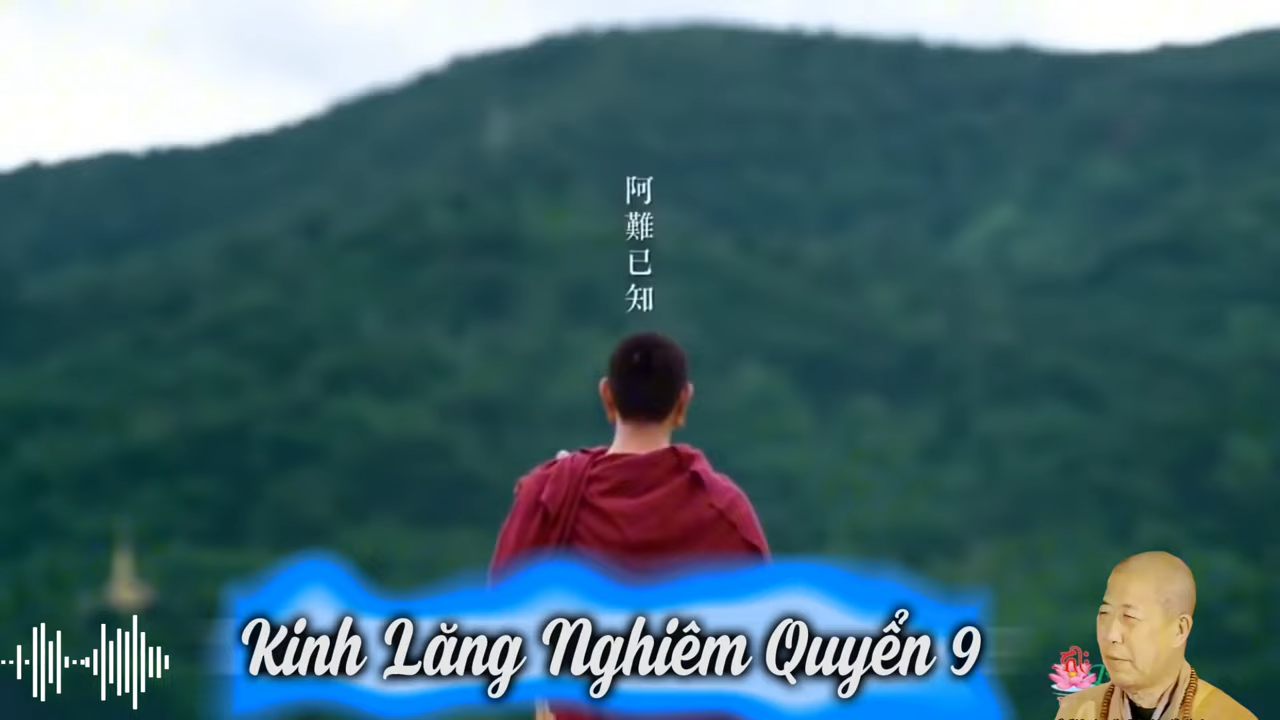 阿難已知
Kinh Lăng Nghiêm Quyển 9